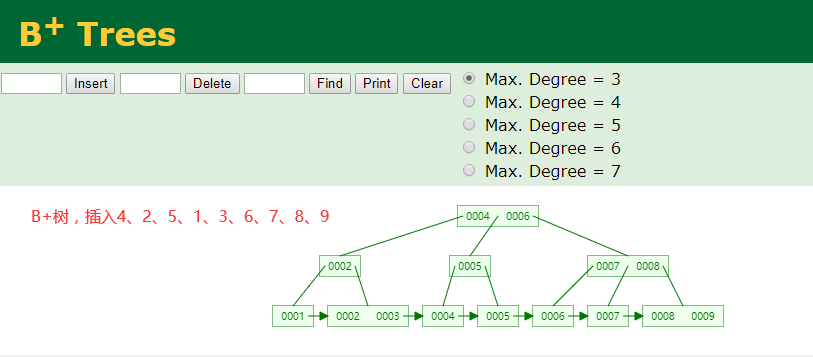 B+ Trees
Insert Delete Find Print Clear
Max. Degree = 3
Max. Degree = 4
Max. Degree = 5
Max. Degree = 6
Max. Degree = 7
B+树，插入4、2、5、1、3、6、7、8、9
0004 0006
0002 0005 0007 0008
0001 0002 0003 0004 0005 0006 0007 0008 0009